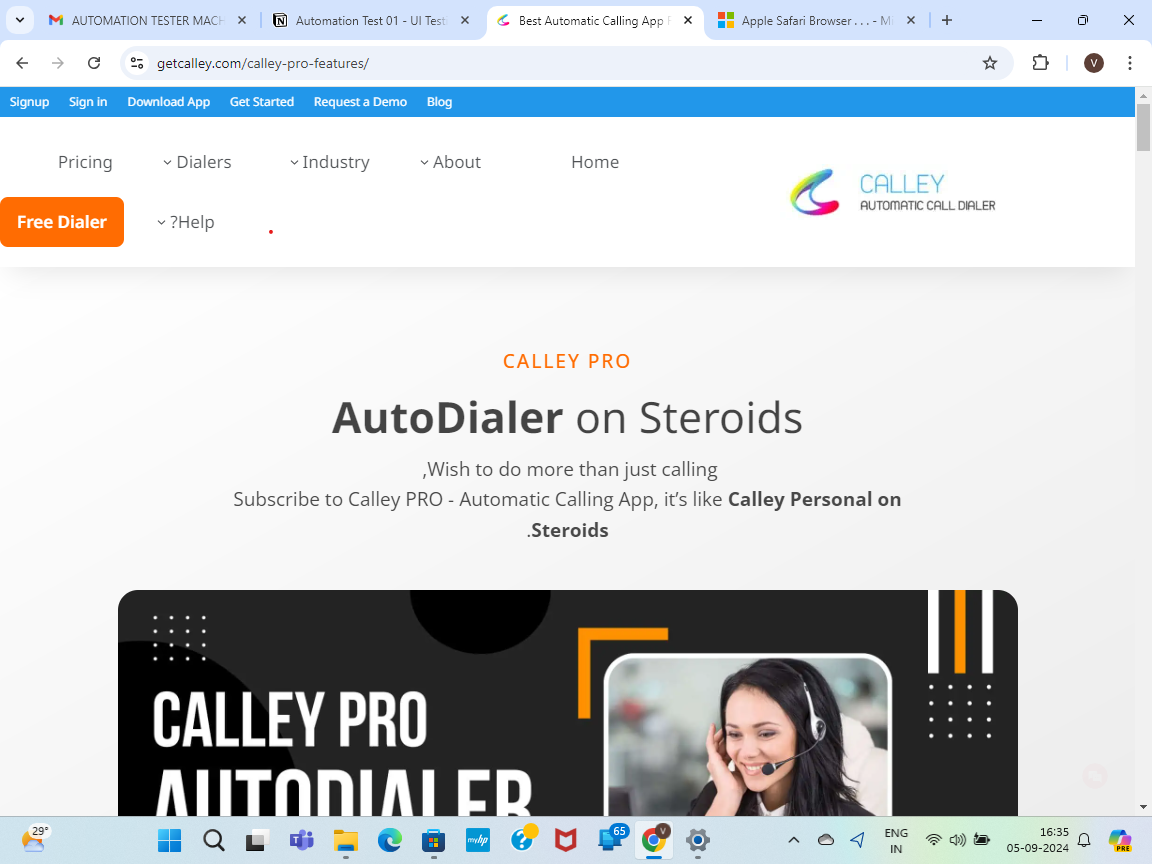 AUTOMATION TESTER MACH
Automation Test 01 - UI Test
Best Automatic Calling App F
Apple Safari Browser . . . - Mi
getcalley.com/calley-pro-features/
V
Signup Sign in Download App Get Started Request a Demo Blog
Pricing Dialers Industry About Home
CALLEY
AUTOMATIC CALL DIALER
Free Dialer ?Help
CALLEY PRO
AutoDialer on Steroids
,Wish to do more than just calling
Subscribe to Calley PRO - Automatic Calling App, it’s like Calley Personal on
.Steroids
CALLEY PRO
AUTODIALER
29°
myhp
65
V
ENG
IN
16:35
05-09-2024
PRE